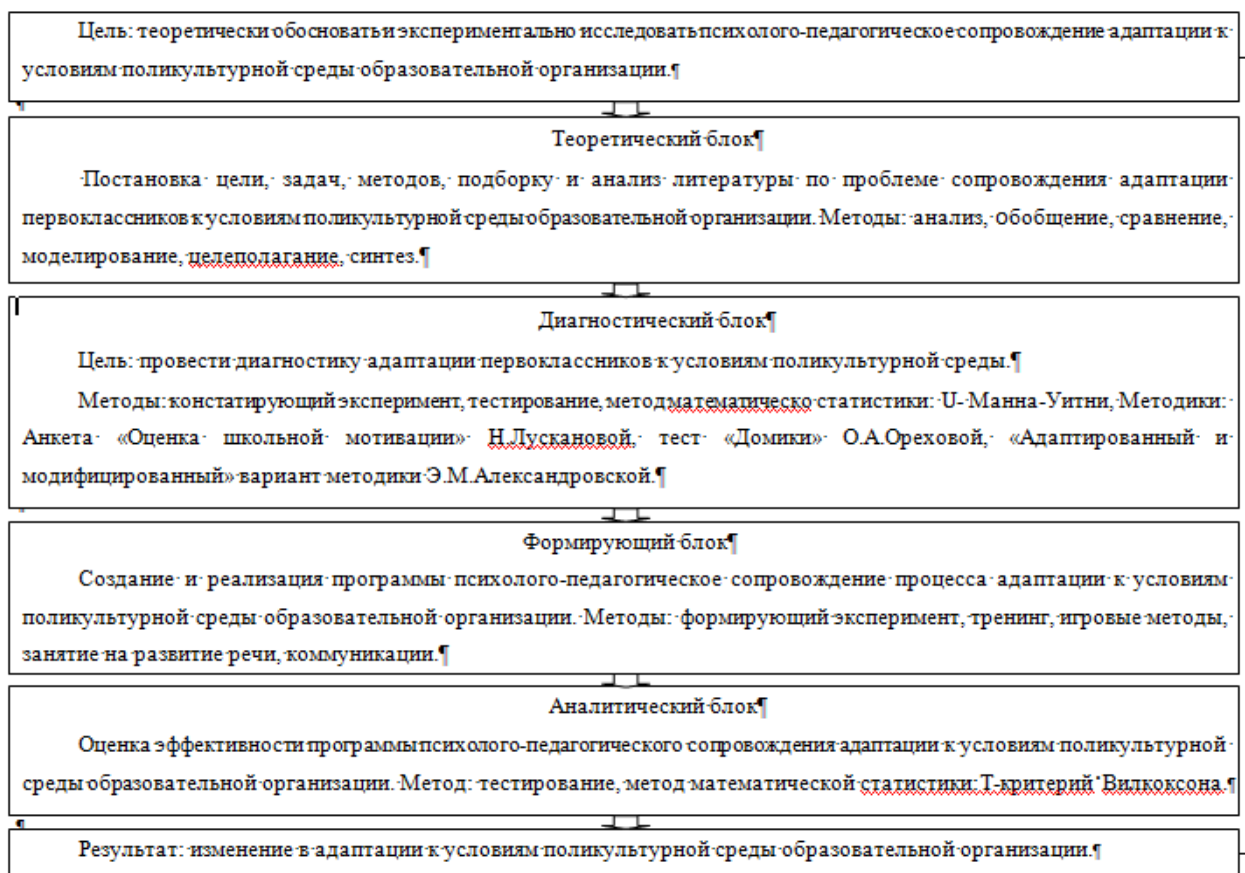 Цель: теоретически обосновать и экспериментально исследовать психолого-педагогическое сопровождение адаптации к
условиям поликультурной среды образовательной организации.¶
¶
Теоретический блок¶
Постановка цели, задач, методов, подборку и анализ литературы по проблеме сопровождения адаптации
первоклассников к условиям поликультурной среды образовательной организации. Методы: анализ, обобщение, сравнение,
моделирование, целеполагание, синтез.¶
Диагностический блок¶
Цель: провести диагностику адаптации первоклассников к условиям поликультурной среды.¶
Методы: констатирующий эксперимент, тестирование, метод математическо статистики: U- Манна-Уитни, Методики:
Анкета «Оценка школьной мотивации» Н.Лускановой, тест «Домики» О.А.Ореховой, «Адаптированный и
модифицированный» вариант методики Э.М.Александровской.¶
Формирующий блок¶
Создание и реализация программы психолого-педагогическое сопровождение процесса адаптации к условиям
поликультурной среды образовательной организации. Методы: формирующий эксперимент, тренинг, игровые методы,
занятие на развитие речи, коммуникации.¶
Аналитический блок¶
Оценка эффективности программы психолого-педагогического сопровождения адаптации к условиям поликультурной
среды образовательной организации. Метод: тестирование, метод математической статистики: Т-критерий Вилкоксона.¶
¶
Результат: изменение в адаптации к условиям поликультурной среды образовательной организации.¶